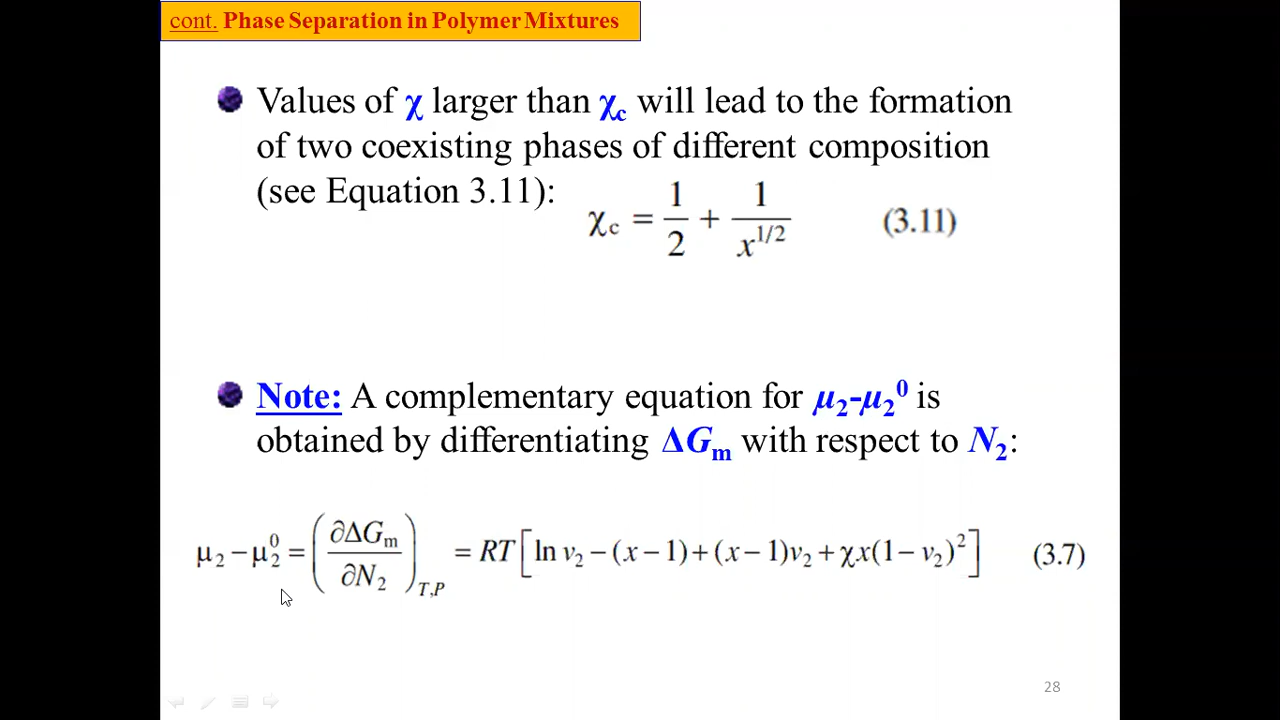 cont. Phase Separation in Polymer Mixtures
Values of χ larger than χc will lead to the formation
of two coexisting phases of different composition
(see Equation 3.11):
χc = 1/2 + 1/x^1/2 (3.11)
Note: A complementary equation for μ2-μ2^0 is
obtained by differentiating ΔGm with respect to N2:
μ2 − μ2^0 = (∂ΔGm/∂N2)T,P = RT[ln v2 − (x − 1) + (x − 1)v2 + χx(1 − v2)^2] (3.7)
28